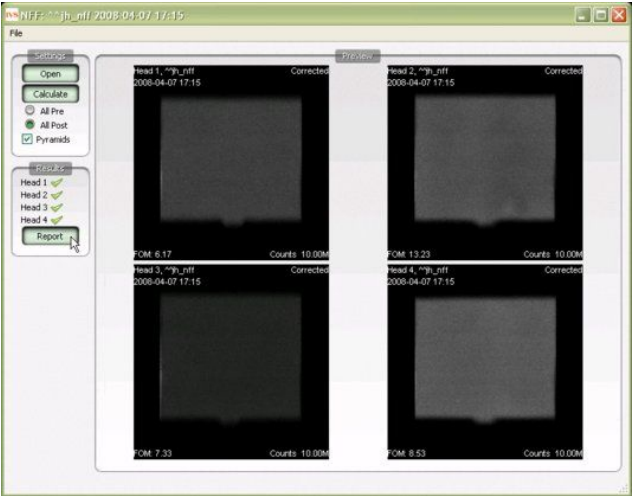 IVS NFF: ^^jh_nff 2008-04-07 17:15
File
Settings
Open
Calculate
All Pre
All Post
Pyramids
Results
Head 1
Head 2
Head 3
Head 4
Report
Preview
Head 1, ^^jh_nff Corrected
2008-04-07 17:15
FOM: 6.17 Counts 10.00M
Head 2, ^^jh_nff Corrected
2008-04-07 17:15
FOM: 13.23 Counts 10.00M
Head 3, ^^jh_nff Corrected
2008-04-07 17:15
FOM: 7.33 Counts 10.00M
Head 4, ^^jh_nff Corrected
2008-04-07 17:15
FOM: 8.53 Counts 10.00M